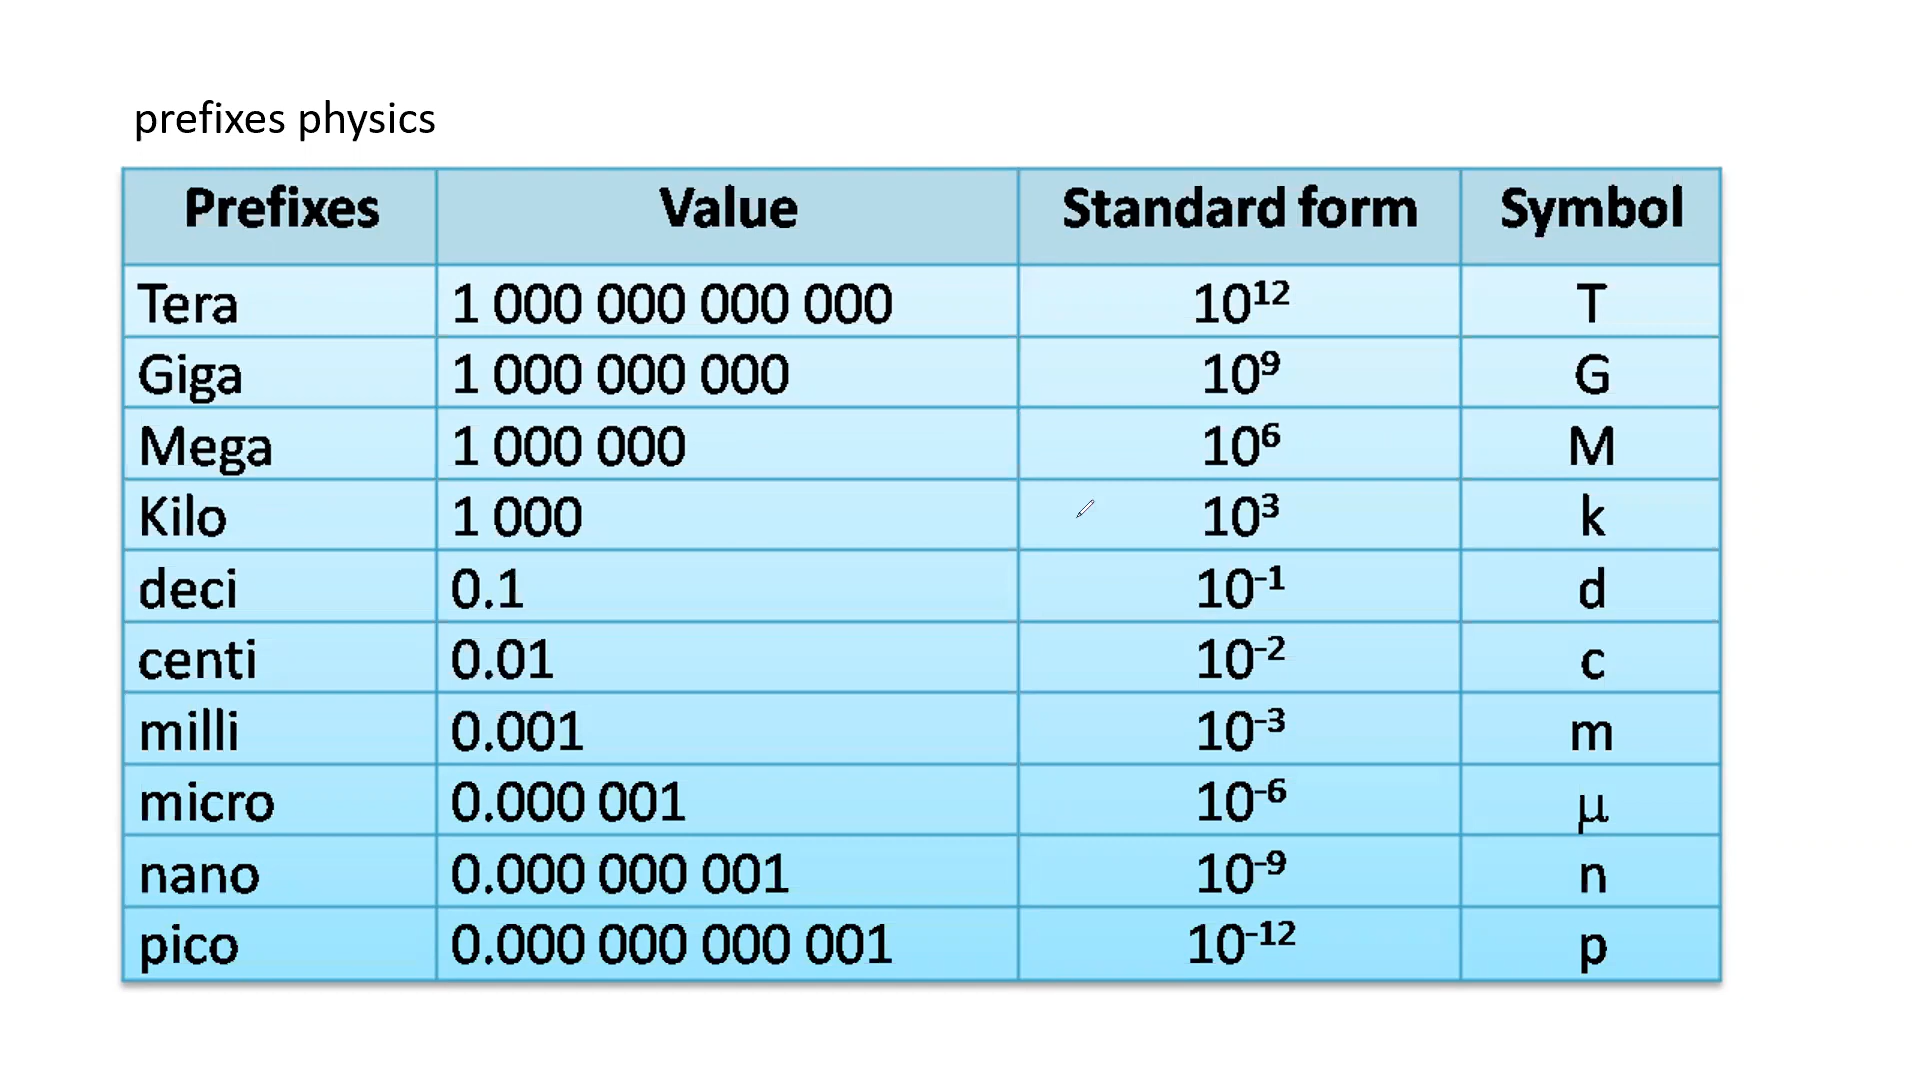 prefixes physics
Prefixes Value Standard form Symbol
Tera 1 000 000 000 000 10¹² T
Giga 1 000 000 000 10⁹ G
Mega 1 000 000 10⁶ M
Kilo 1 000 10³ k
deci 0.1 10⁻¹ d
centi 0.01 10⁻² c
milli 0.001 10⁻³ m
micro 0.000 001 10⁻⁶ μ
nano 0.000 000 001 10⁻⁹ n
pico 0.000 000 000 001 10⁻¹² p